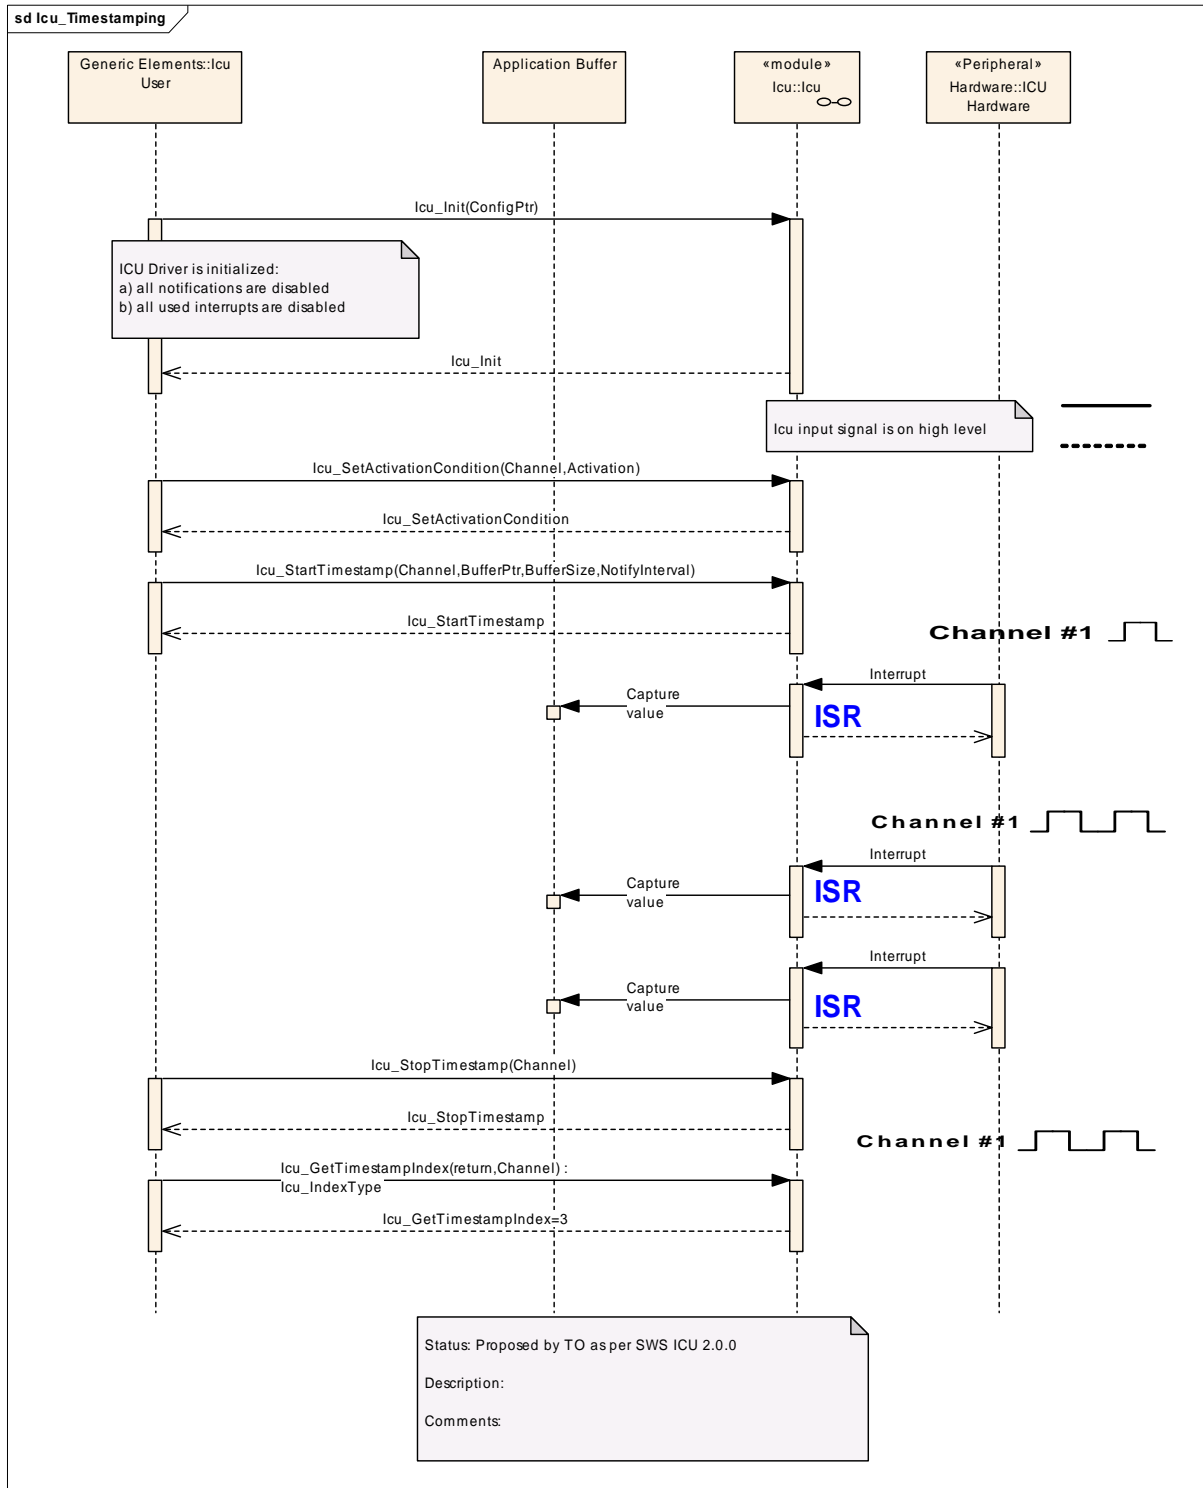 sd Icu_Timestamping
Generic Elements::Icu
User
Application Buffer
«module»
Icu::Icu
«Peripheral»
Hardware::ICU
Hardware
Icu_Init(ConfigPtr)
ICU Driver is initialized:
a) all notifications are disabled
b) all used interrupts are disabled
Icu_Init
Icu input signal is on high level
Icu_SetActivationCondition(Channel,Activation)
Icu_SetActivationCondition
Icu_StartTimestamp(Channel,BufferPtr,BufferSize,NotifyInterval)
Icu_StartTimestamp
Channel #1
Interrupt
Capture
value
ISR
Channel #1
Interrupt
Capture
value
ISR
Interrupt
Capture
value
ISR
Icu_StopTimestamp(Channel)
Icu_StopTimestamp
Channel #1
Icu_GetTimestampIndex(return,Channel) :
Icu_IndexType
Icu_GetTimestampIndex=3
Status: Proposed by TO as per SWS ICU 2.0.0
Description:
Comments: